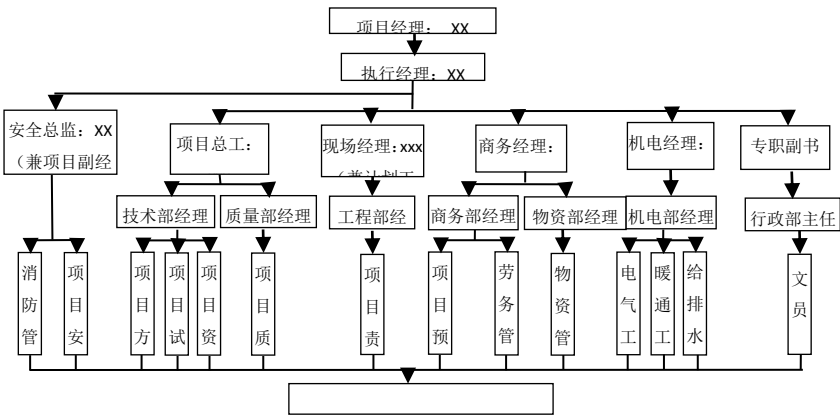 项目经理： XX
执行经理：XX
安全总监：XX
（兼项目副经
项目总工：
现场经理：xxx
（兼计划工
商务经理：
机电经理：
专职副书
技术部经理
质量部经理
工程部经
商务部经理
物资部经理
机电部经理
行政部主任
消防管
项目安
项目方
项目试
项目资
项目质
项目责
项目预
劳务管
物资管
电气工
暖通工
给排水
文员